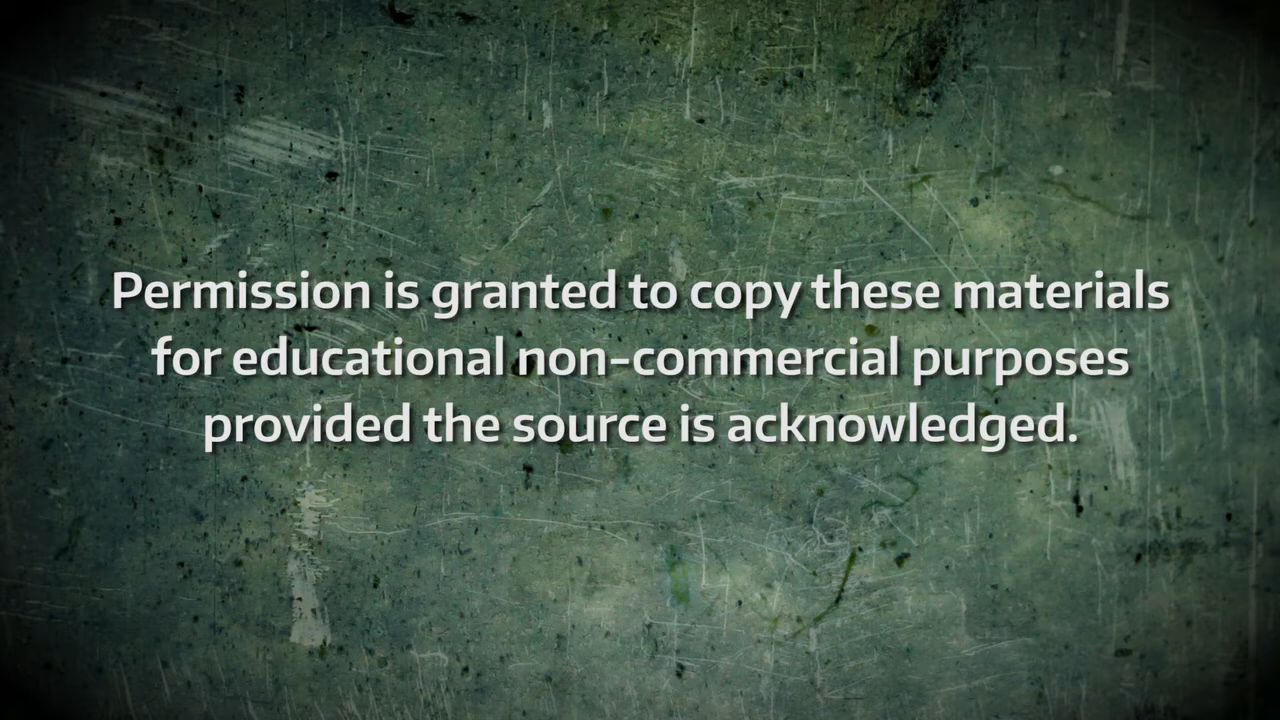 Permission is granted to copy these materials
for educational non-commercial purposes
provided the source is acknowledged.